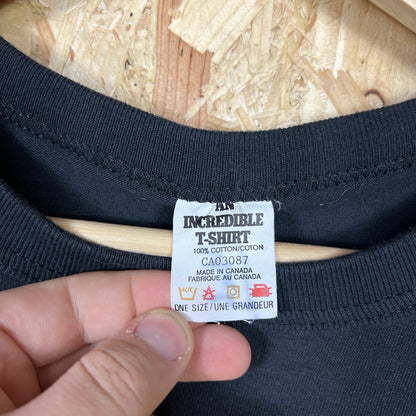 AN
INCREDIBLE
T-SHIRT
100% COTTON/COTON
CA03087
MADE IN CANADA
FABRIQUE AU CANADA
ONE SIZE/UNE GRANDEUR